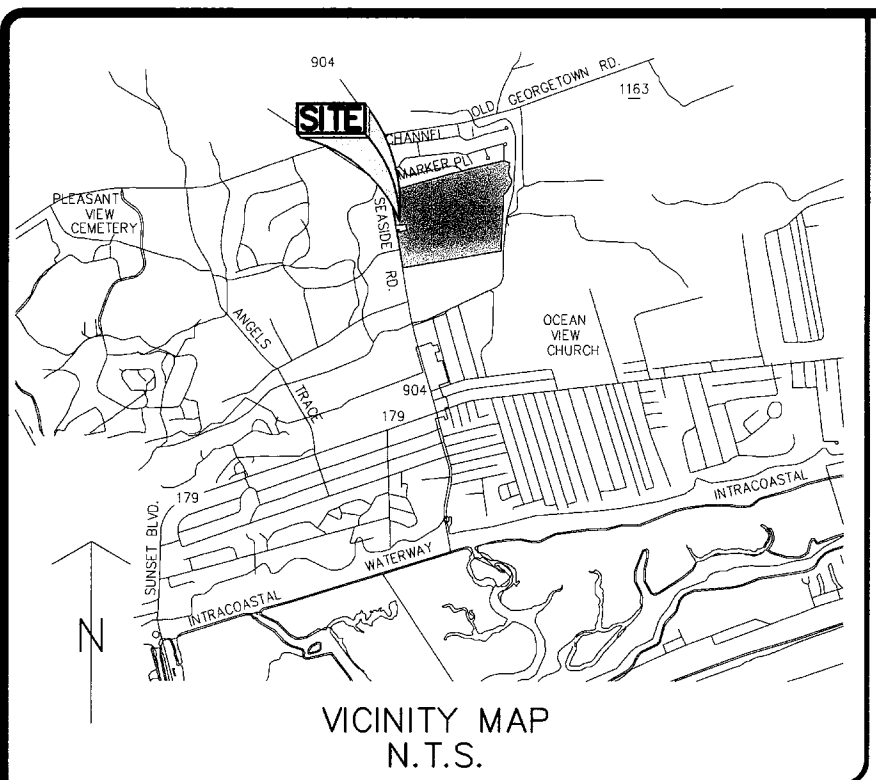 904
OLD GEORGETOWN RD.
1163
SITE
CHANNEL
MARKER PL
PLEASANT
VIEW
CEMETERY
SEASIDE RD.
ANGELS TRACE
OCEAN
VIEW
CHURCH
904
179
179
SUNSET BLVD.
INTRACOASTAL
INTRACOASTAL WATERWAY
N
VICINITY MAP
N.T.S.